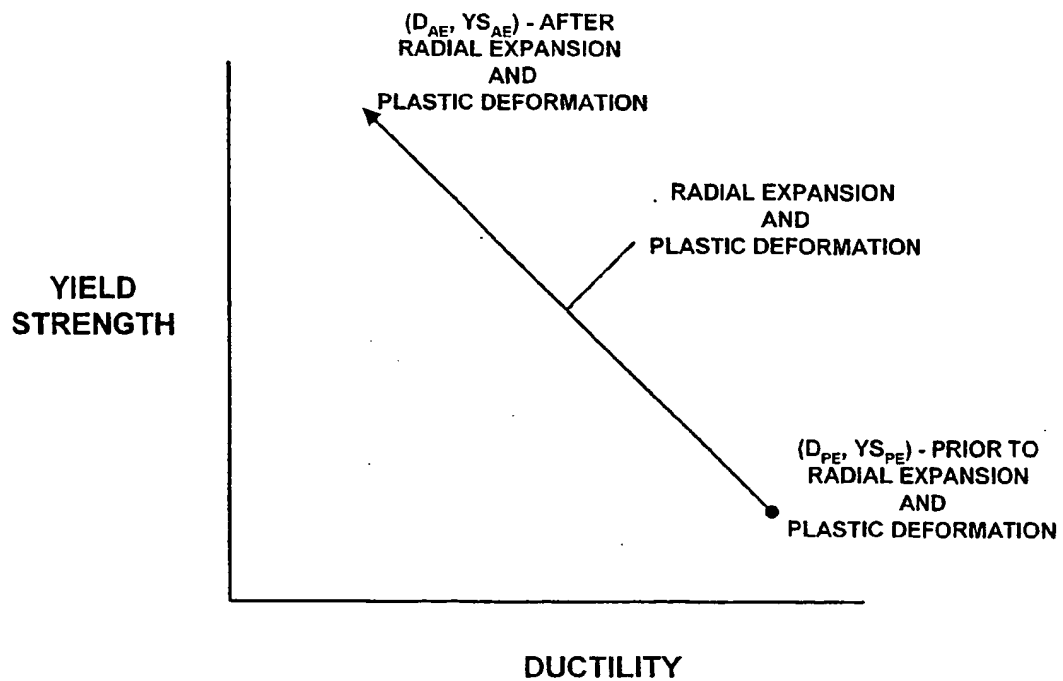 (D_AE, YS_AE) - AFTER
RADIAL EXPANSION
AND
PLASTIC DEFORMATION
RADIAL EXPANSION
AND
PLASTIC DEFORMATION
YIELD
STRENGTH
(D_PE, YS_PE) - PRIOR TO
RADIAL EXPANSION
AND
PLASTIC DEFORMATION
DUCTILITY